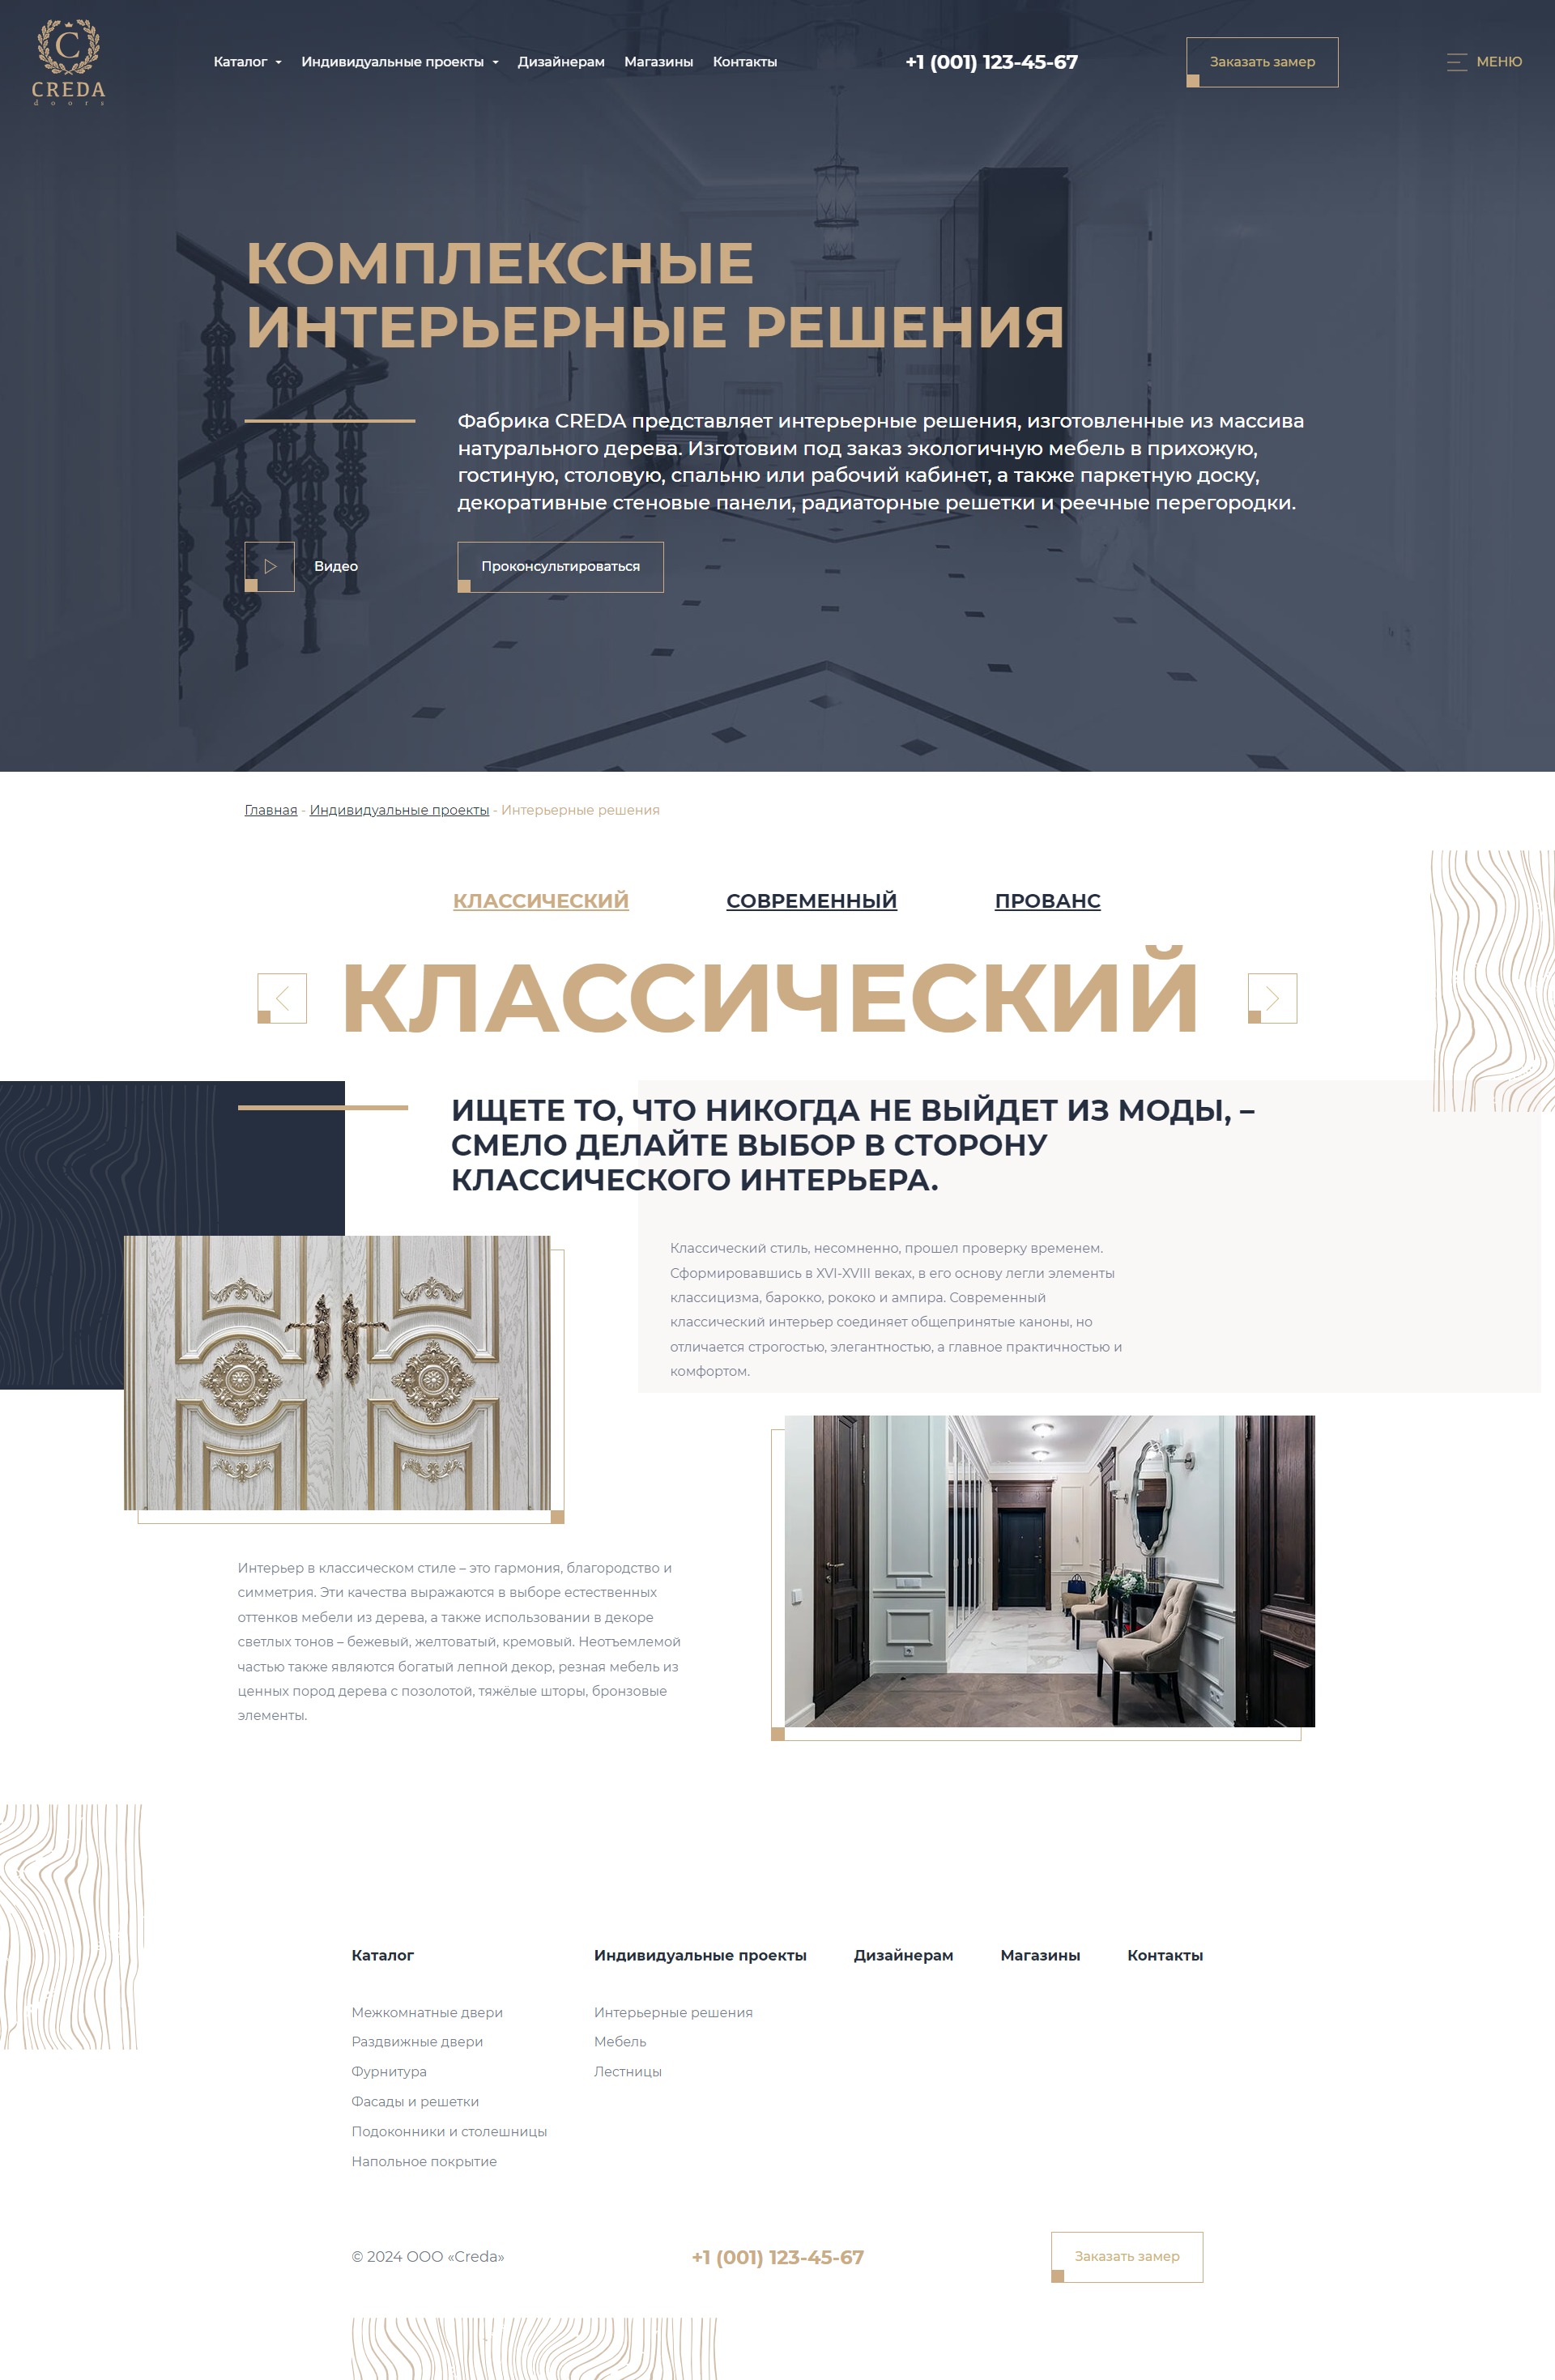 C
CREDA
doors
Каталог
Индивидуальные проекты
Дизайнерам
Магазины
Контакты
+1 (001) 123-45-67
Заказать замер
МЕНЮ
КОМПЛЕКСНЫЕ
ИНТЕРЬЕРНЫЕ РЕШЕНИЯ
Фабрика CREDA представляет интерьерные решения, изготовленные из массива
натурального дерева. Изготовим под заказ экологичную мебель в прихожую,
гостиную, столовую, спальню или рабочий кабинет, а также паркетную доску,
декоративные стеновые панели, радиаторные решетки и реечные перегородки.
Видео
Проконсультироваться
Главная - Индивидуальные проекты - Интерьерные решения
КЛАССИЧЕСКИЙ
СОВРЕМЕННЫЙ
ПРОВАНС
КЛАССИЧЕСКИЙ
ИЩЕТЕ ТО, ЧТО НИКОГДА НЕ ВЫЙДЕТ ИЗ МОДЫ, –
СМЕЛО ДЕЛАЙТЕ ВЫБОР В СТОРОНУ
КЛАССИЧЕСКОГО ИНТЕРЬЕРА.
Классический стиль, несомненно, прошел проверку временем.
Сформировавшись в XVI-XVIII веках, в его основу легли элементы
классицизма, барокко, рококо и ампира. Современный
классический интерьер соединяет общепринятые каноны, но
отличается строгостью, элегантностью, а главное практичностью и
комфортом.
Интерьер в классическом стиле – это гармония, благородство и
симметрия. Эти качества выражаются в выборе естественных
оттенков мебели из дерева, а также использовании в декоре
светлых тонов – бежевый, желтоватый, кремовый. Неотъемлемой
частью также являются богатый лепной декор, резная мебель из
ценных пород дерева с позолотой, тяжёлые шторы, бронзовые
элементы.
Каталог
Межкомнатные двери
Раздвижные двери
Фурнитура
Фасады и решетки
Подоконники и столешницы
Напольное покрытие
Индивидуальные проекты
Интерьерные решения
Мебель
Лестницы
Дизайнерам
Магазины
Контакты
© 2024 ООО «Creda»
+1 (001) 123-45-67
Заказать замер